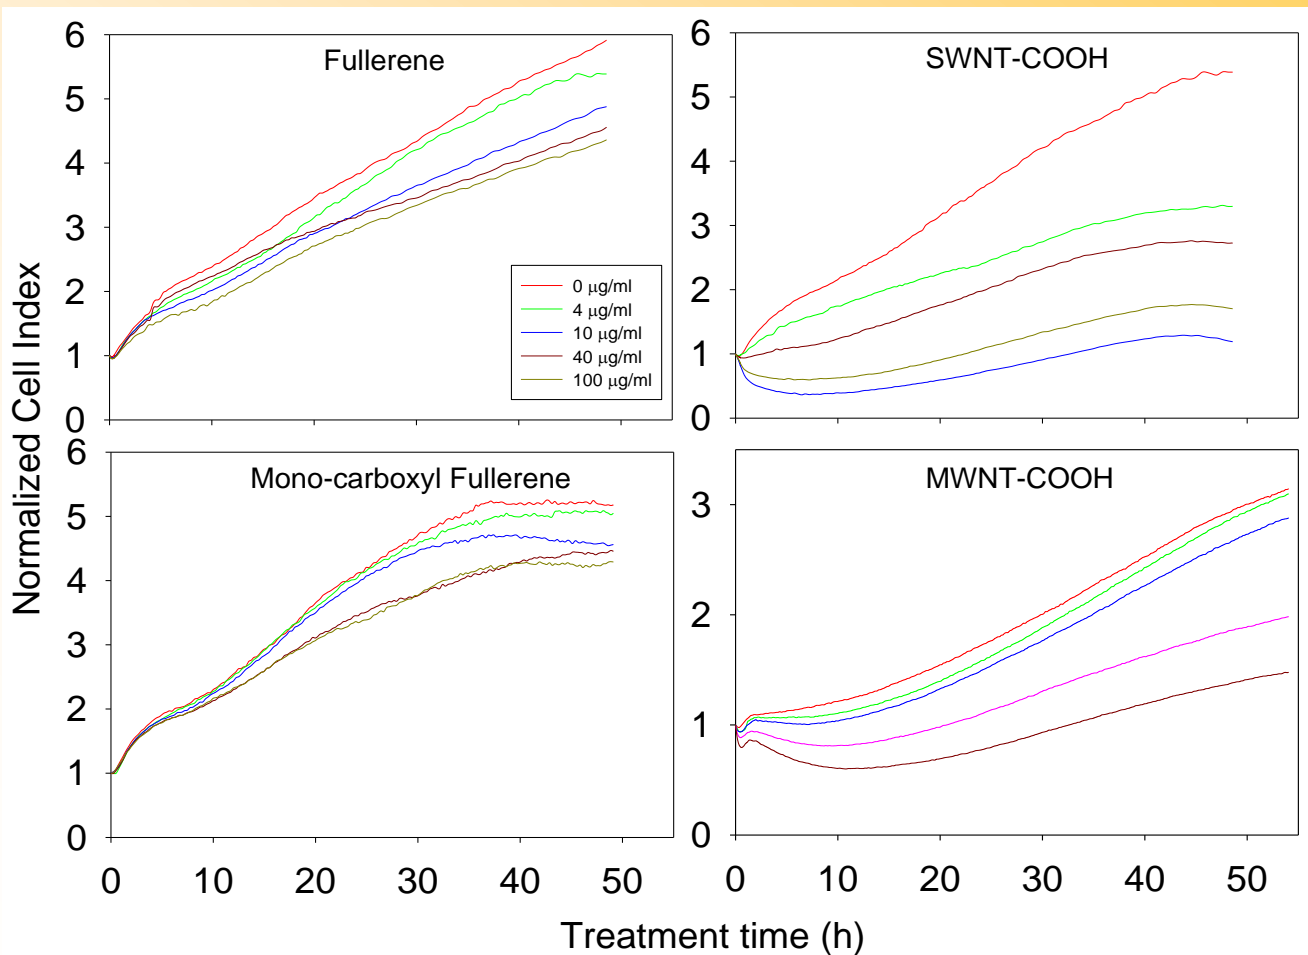 Normalized Cell Index
Fullerene
6
5
4
3
2
1
0
0 μg/ml
4 μg/ml
10 μg/ml
40 μg/ml
100 μg/ml
SWNT-COOH
6
5
4
3
2
1
0
Mono-carboxyl Fullerene
6
5
4
3
2
1
0
0 10 20 30 40 50
MWNT-COOH
3
2
1
0
0 10 20 30 40 50
Treatment time (h)